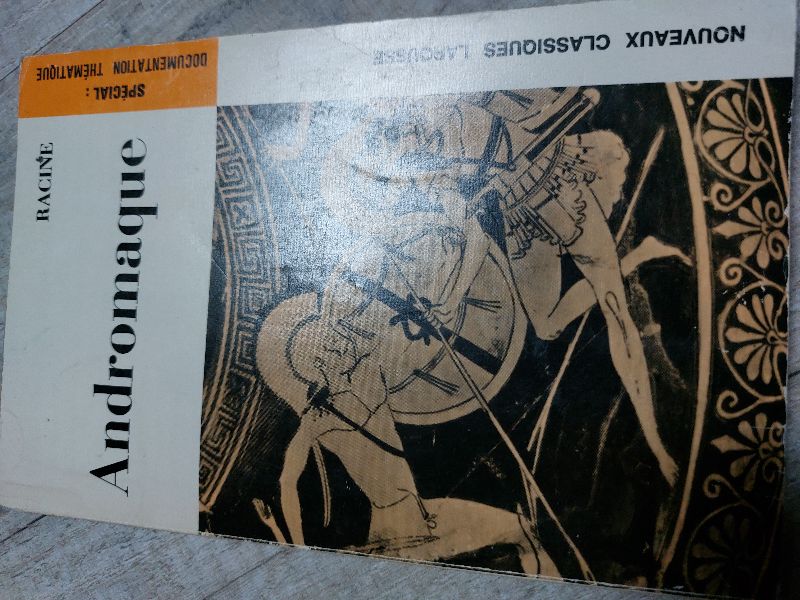 NOUVEAUX CLASSIQUES LAROUSSE
SPÉCIAL :
DOCUMENTATION THÉMATIQUE
RACINE
Andromaque